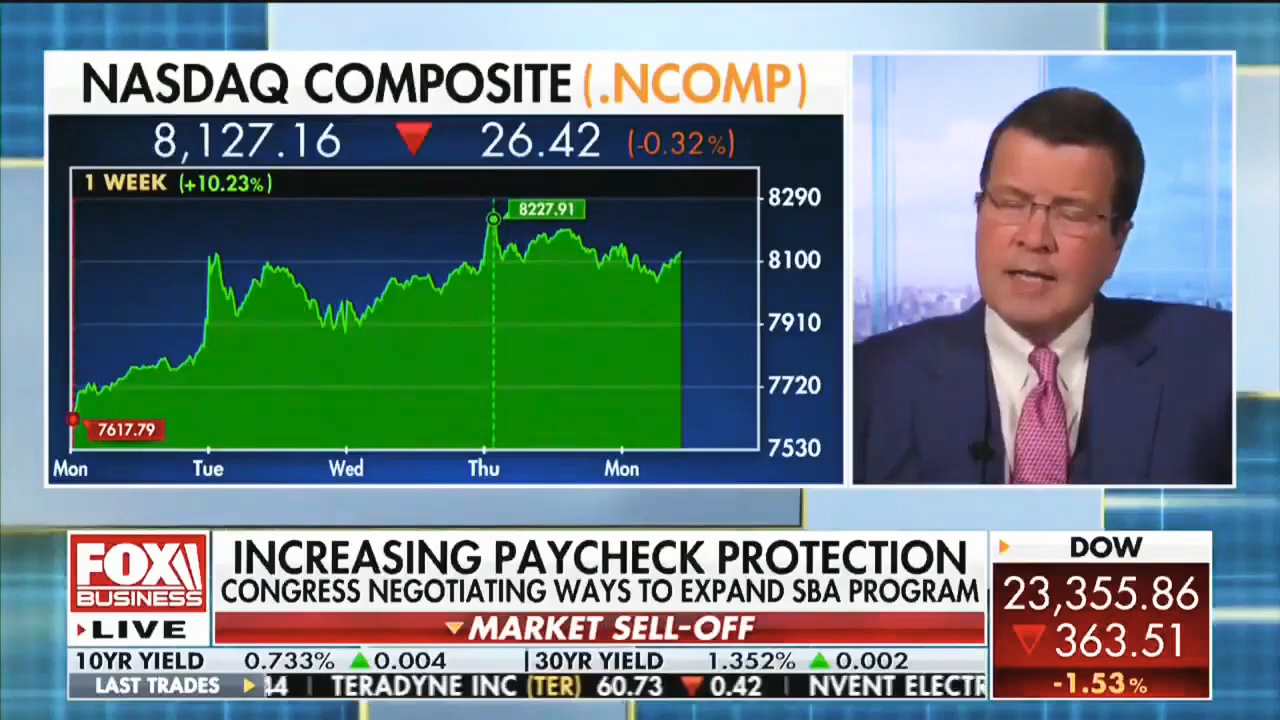 NASDAQ COMPOSITE (.NCOMP)
8,127.16 ▼ 26.42 (-0.32%)
1 WEEK (+10.23%)
8227.91
7617.79
8290
8100
7910
7720
7530
Mon Tue Wed Thu Mon
FOX
BUSINESS
LIVE
INCREASING PAYCHECK PROTECTION
CONGRESS NEGOTIATING WAYS TO EXPAND SBA PROGRAM
MARKET SELL-OFF
DOW
23,355.86
▼ 363.51
-1.53%
10YR YIELD 0.733% ▲ 0.004 | 30YR YIELD 1.352% ▲ 0.002
LAST TRADES 44 | TERADYNE INC (TER) 60.73 ▼ 0.42 | NVENT ELECTR